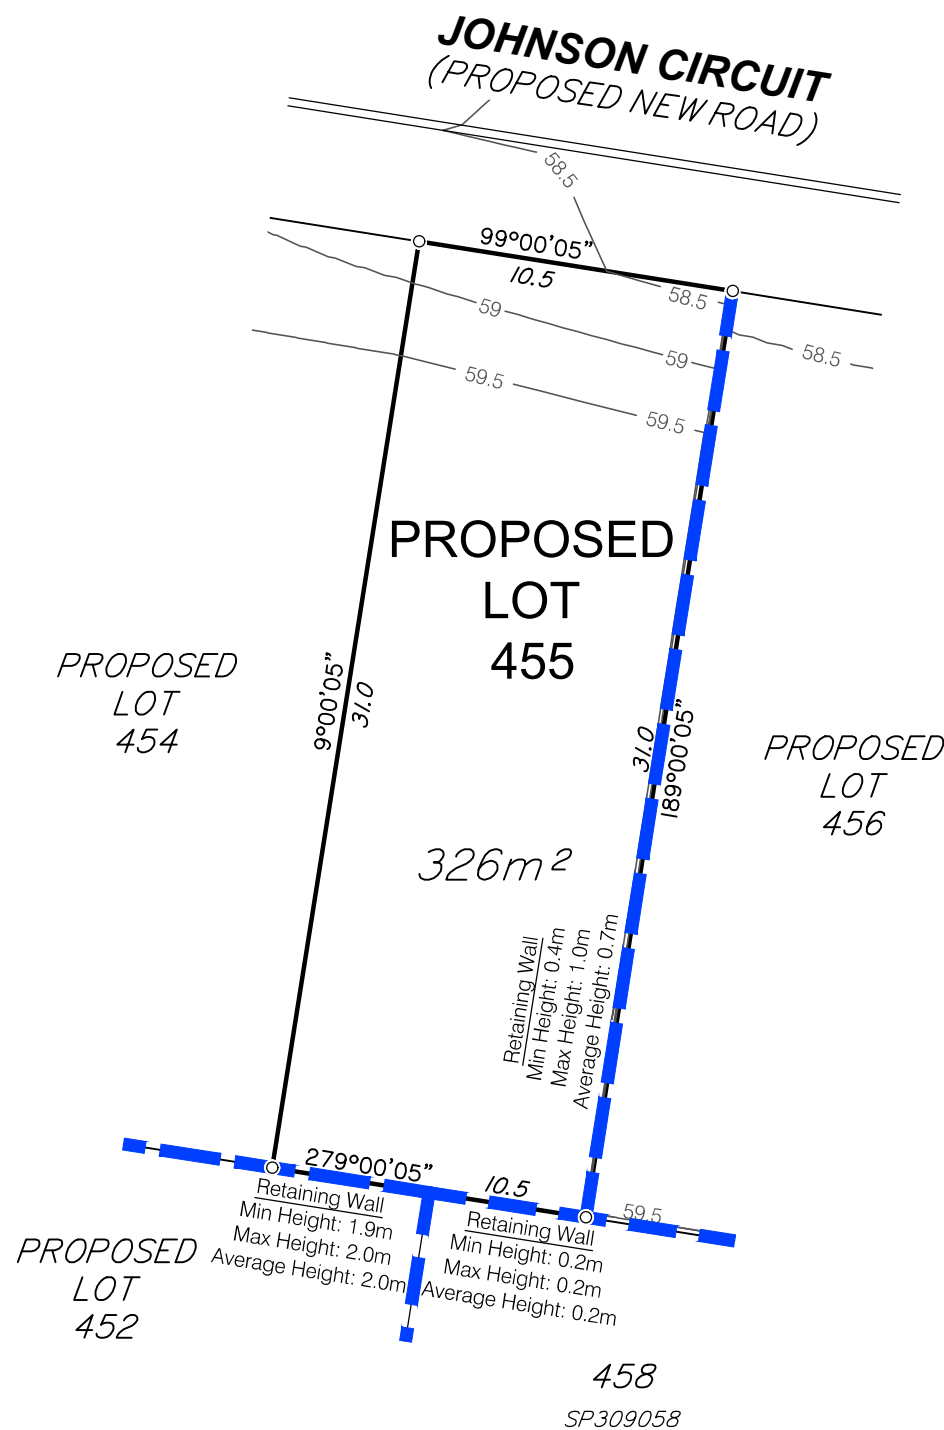 JOHNSON CIRCUIT
(PROPOSED NEW ROAD)
58.5
99°00'05"
10.5
58.5
59
59
58.5
59.5
59.5
PROPOSED
LOT
455
PROPOSED
LOT
454
9°00'05"
31.0
31.0
189°00'05"
PROPOSED
LOT
456
326m²
Retaining Wall
Min Height: 0.4m
Max Height: 1.0m
Average Height: 0.7m
279°00'05"
10.5
Retaining Wall
Min Height: 1.9m
Max Height: 2.0m
Average Height: 2.0m
59.5
Retaining Wall
Min Height: 0.2m
Max Height: 0.2m
Average Height: 0.2m
PROPOSED
LOT
452
458
SP309058